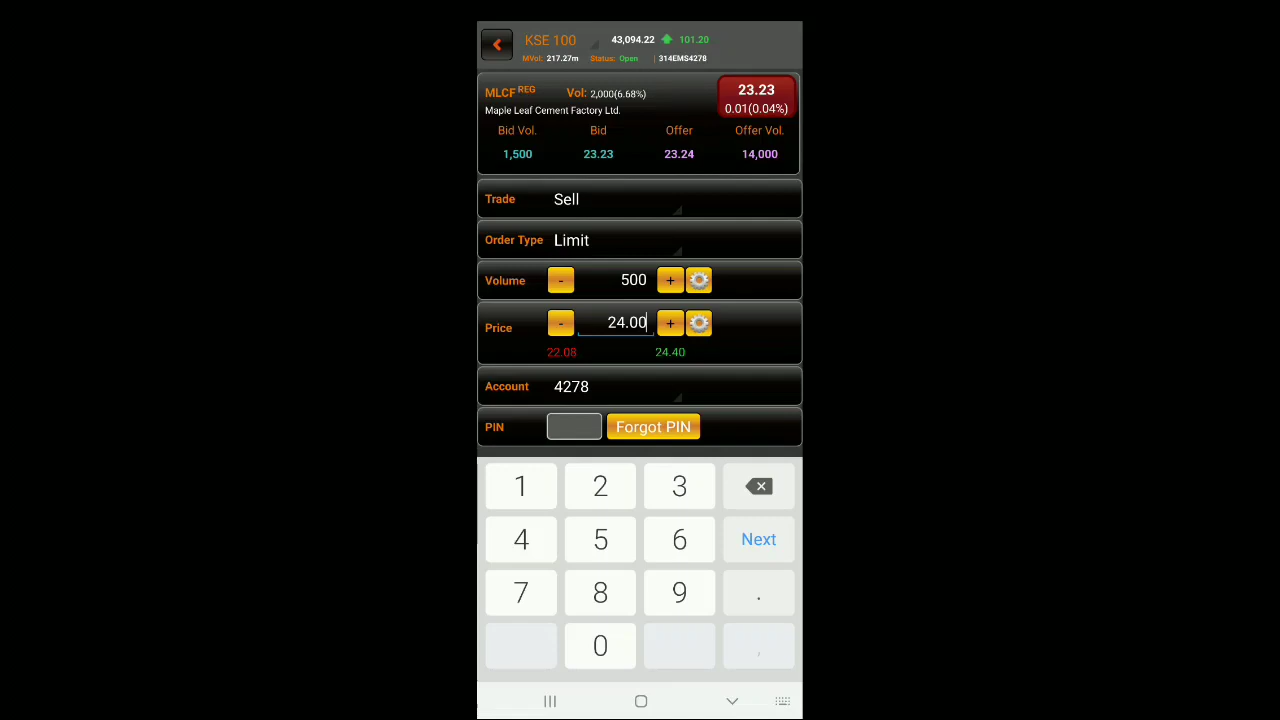 KSE 100 43,094.22 101.20
MVol: 217.27m Status: Open | 314EMS4278
MLCF REG Vol: 2,000(6.68%) 23.23
Maple Leaf Cement Factory Ltd. 0.01(0.04%)
Bid Vol. Bid Offer Offer Vol.
1,500 23.23 23.24 14,000
Trade Sell
Order Type Limit
Volume - 500 +
Price - 24.00 +
22.08 24.40
Account 4278
PIN Forgot PIN
1 2 3
4 5 6 Next
7 8 9 .
0 ,